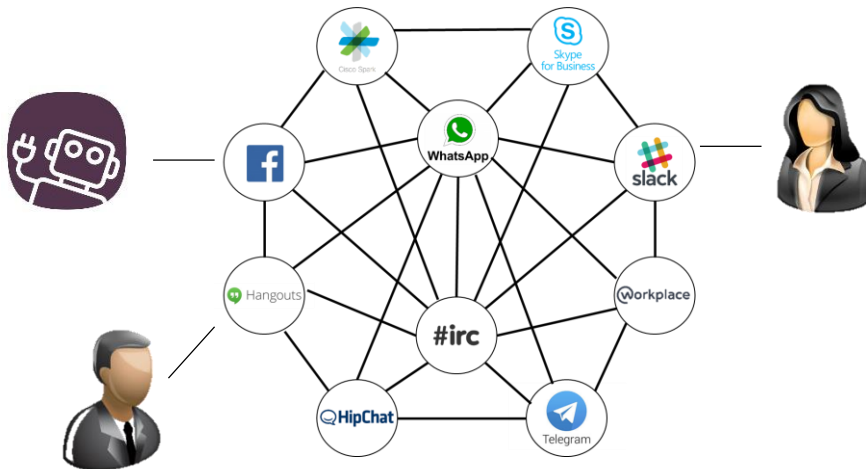 Cisco Spark
Skype
for Business
WhatsApp
slack
Hangouts
Workplace
#irc
HipChat
Telegram